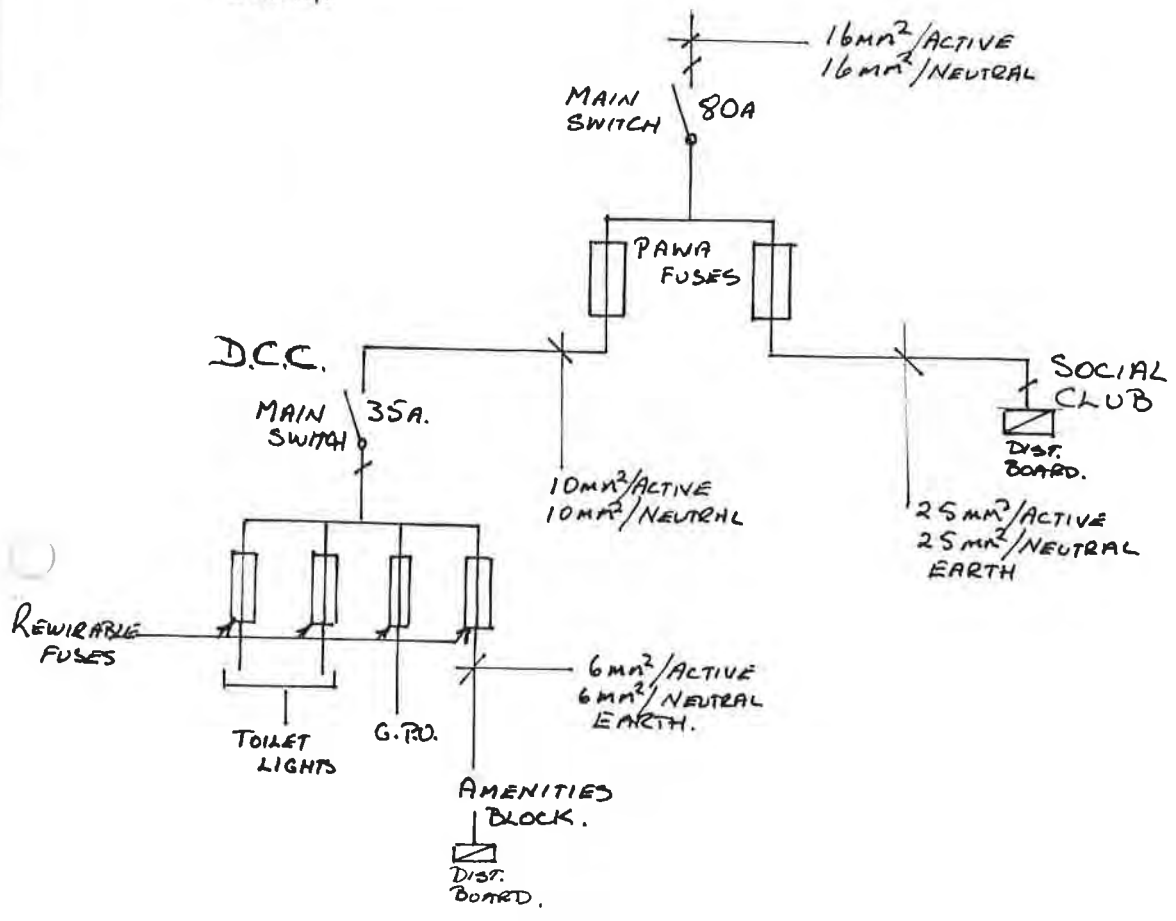 16mm²/ACTIVE
16mm²/NEUTRAL
MAIN
SWITCH
80A
PAWA
FUSES
D.C.C.
MAIN
SWITCH
35A.
SOCIAL
CLUB
DIST.
BOARD.
10mm²/ACTIVE
10mm²/NEUTRAL
25mm²/ACTIVE
25mm²/NEUTRAL
EARTH
REWIRABLE
FUSES
6mm²/ACTIVE
6mm²/NEUTRAL
EARTH.
TOILET
LIGHTS
G.P.O.
AMENITIES
BLOCK.
DIST.
BOARD.